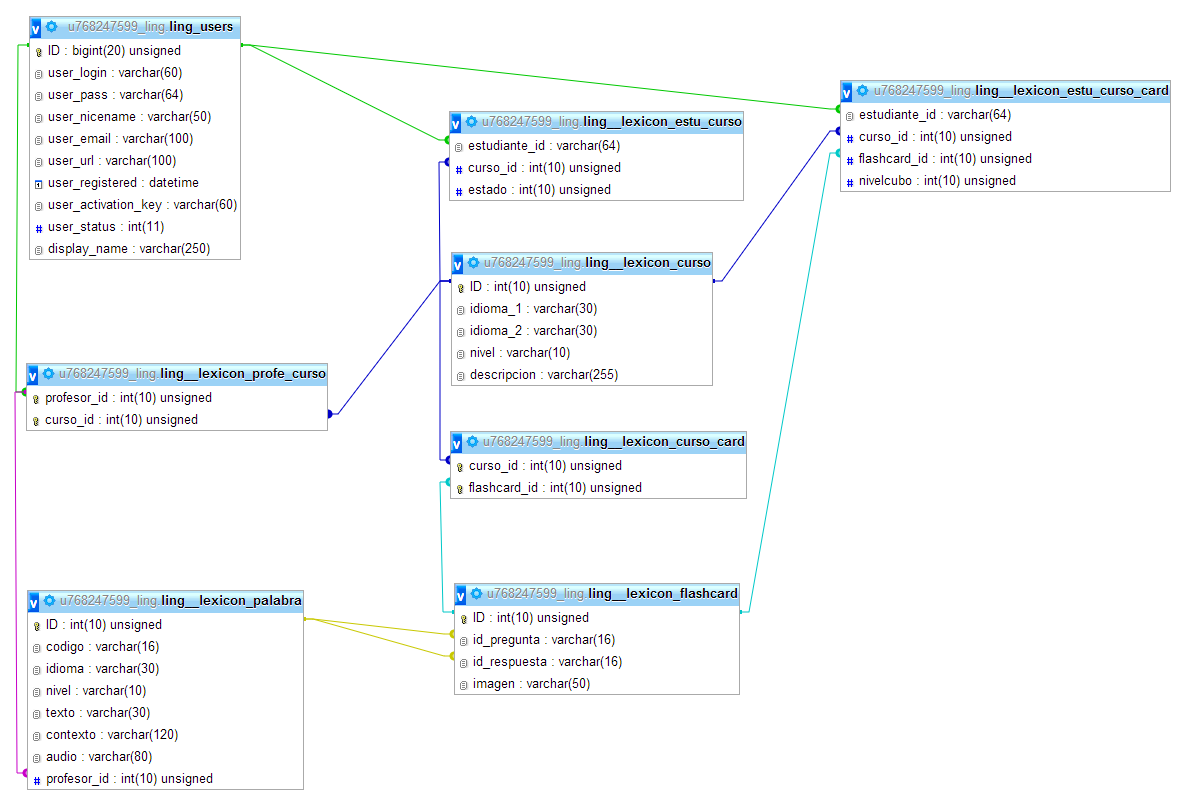 u768247599_ling ling_users
ID : bigint(20) unsigned
user_login : varchar(60)
user_pass : varchar(64)
user_nicename : varchar(50)
user_email : varchar(100)
user_url : varchar(100)
user_registered : datetime
user_activation_key : varchar(60)
user_status : int(11)
display_name : varchar(250)
u768247599_ling ling__lexicon_estu_curso
estudiante_id : varchar(64)
curso_id : int(10) unsigned
estado : int(10) unsigned
u768247599_ling ling__lexicon_estu_curso_card
estudiante_id : varchar(64)
curso_id : int(10) unsigned
flashcard_id : int(10) unsigned
nivelcubo : int(10) unsigned
u768247599_ling ling__lexicon_curso
ID : int(10) unsigned
idioma_1 : varchar(30)
idioma_2 : varchar(30)
nivel : varchar(10)
descripcion : varchar(255)
u768247599_ling ling__lexicon_profe_curso
profesor_id : int(10) unsigned
curso_id : int(10) unsigned
u768247599_ling ling__lexicon_curso_card
curso_id : int(10) unsigned
flashcard_id : int(10) unsigned
u768247599_ling ling__lexicon_palabra
ID : int(10) unsigned
codigo : varchar(16)
idioma : varchar(30)
nivel : varchar(10)
texto : varchar(30)
contexto : varchar(120)
audio : varchar(80)
profesor_id : int(10) unsigned
u768247599_ling ling__lexicon_flashcard
ID : int(10) unsigned
id_pregunta : varchar(16)
id_respuesta : varchar(16)
imagen : varchar(50)